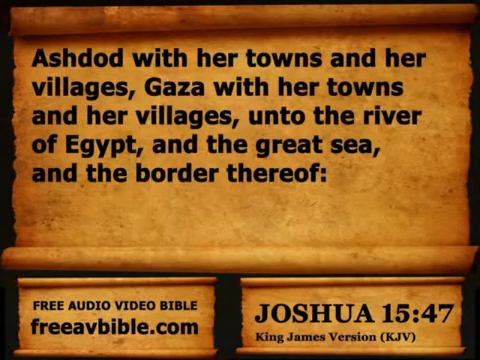 Ashdod with her towns and her
villages, Gaza with her towns
and her villages, unto the river
of Egypt, and the great sea,
and the border thereof:
FREE AUDIO VIDEO BIBLE
freeavbible.com
JOSHUA 15:47
King James Version (KJV)